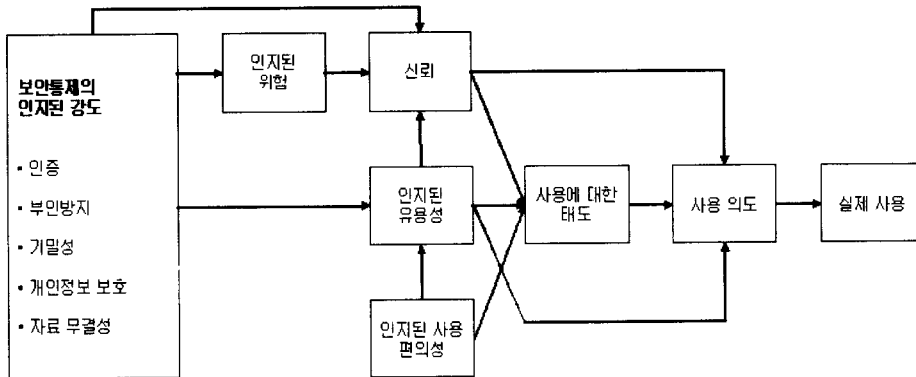 보안통제의
인지된 강도
• 인증
• 부인방지
• 기밀성
• 개인정보 보호
• 자료 무결성
인지된
위험
신뢰
인지된
유용성
인지된 사용
편의성
사용에 대한
태도
사용 의도
실제 사용